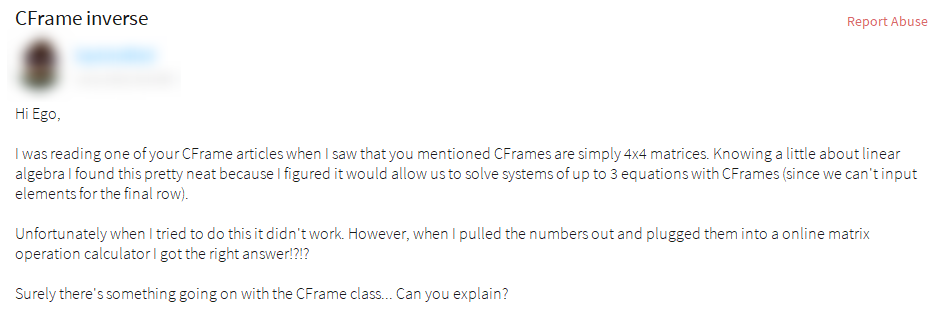 CFrame inverse
Report Abuse
Hi Ego,
I was reading one of your CFrame articles when I saw that you mentioned CFrames are simply 4x4 matrices. Knowing a little about linear
algebra I found this pretty neat because I figured it would allow us to solve systems of up to 3 equations with CFrames (since we can't input
elements for the final row).
Unfortunately when I tried to do this it didn't work. However, when I pulled the numbers out and plugged them into a online matrix
operation calculator I got the right answer!?!?
Surely there's something going on with the CFrame class... Can you explain?